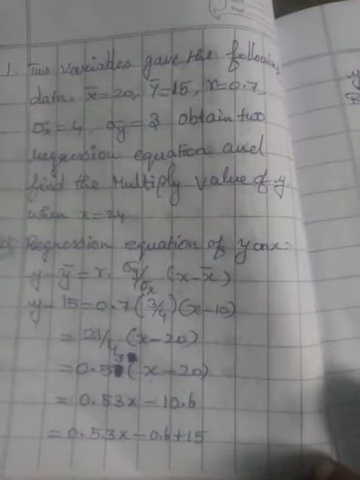 1. Two variables gave the following
data. x̄=20, ȳ=15, r=0.7,
σx=4, σy=3 obtain two
regression equation and
find the multiply value of y
when x=24
Regression equation of y on x:
y-ȳ=r. σy/σx (x-x̄)
y-15=0.7(3/4)(x-10)
= 21/4 (x-20)
= 0.53(x-20)
= 0.53x-10.6
= 0.53x-0.6+15